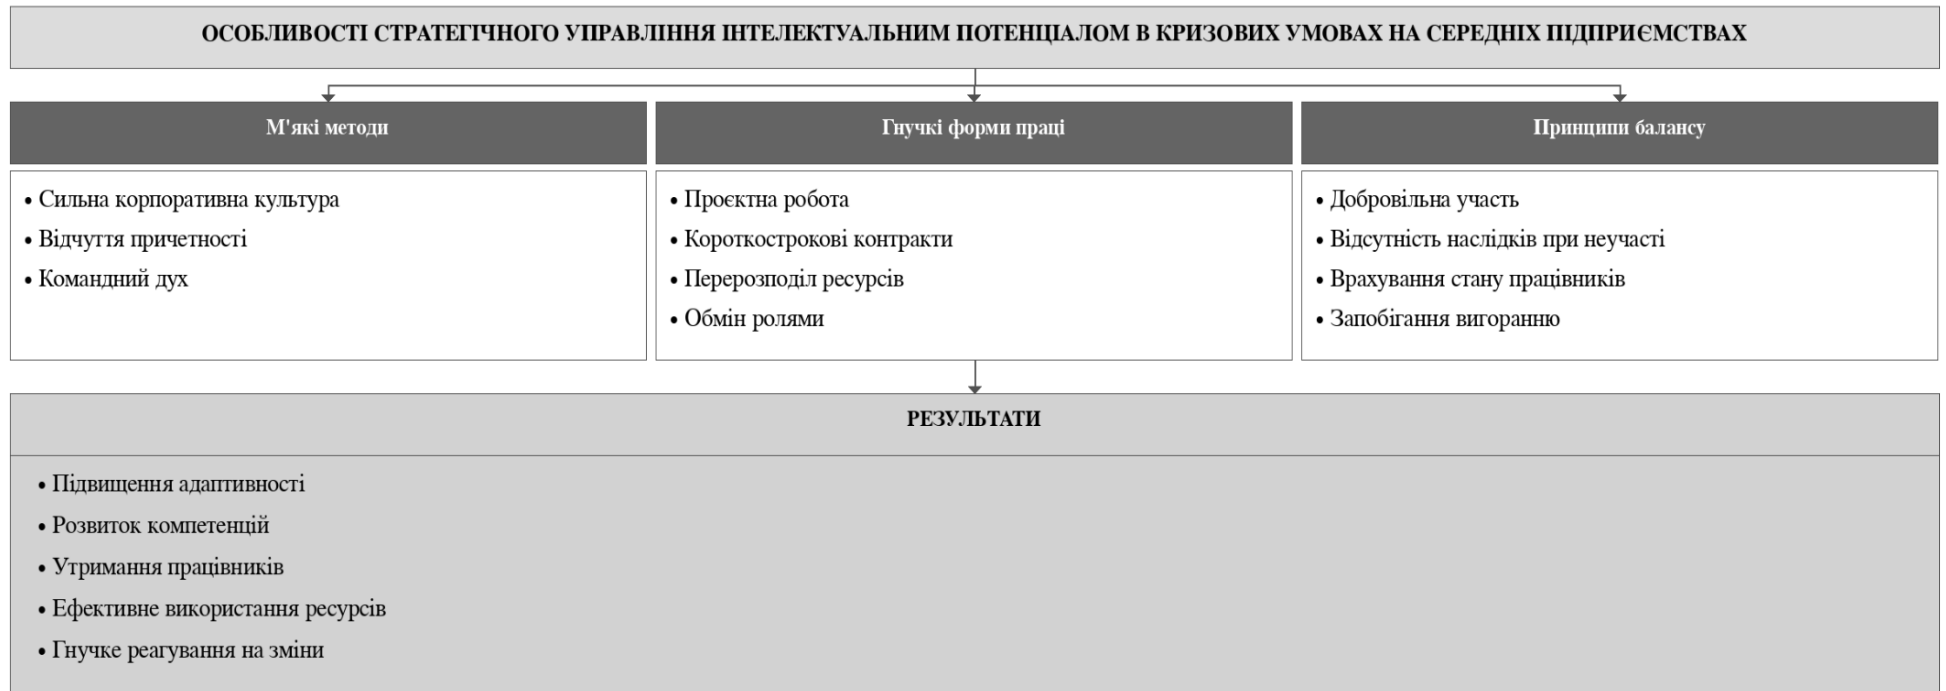 ОСОБЛИВОСТІ СТРАТЕГІЧНОГО УПРАВЛІННЯ ІНТЕЛЕКТУАЛЬНИМ ПОТЕНЦІАЛОМ В КРИЗОВИХ УМОВАХ НА СЕРЕДНІХ ПІДПРИЄМСТВАХ
М'які методи
• Сильна корпоративна культура
• Відчуття причетності
• Командний дух
Гнучкі форми праці
• Проєктна робота
• Короткострокові контракти
• Перерозподіл ресурсів
• Обмін ролями
Принципи балансу
• Добровільна участь
• Відсутність наслідків при неучасті
• Врахування стану працівників
• Запобігання вигоранню
РЕЗУЛЬТАТИ
• Підвищення адаптивності
• Розвиток компетенцій
• Утримання працівників
• Ефективне використання ресурсів
• Гнучке реагування на зміни